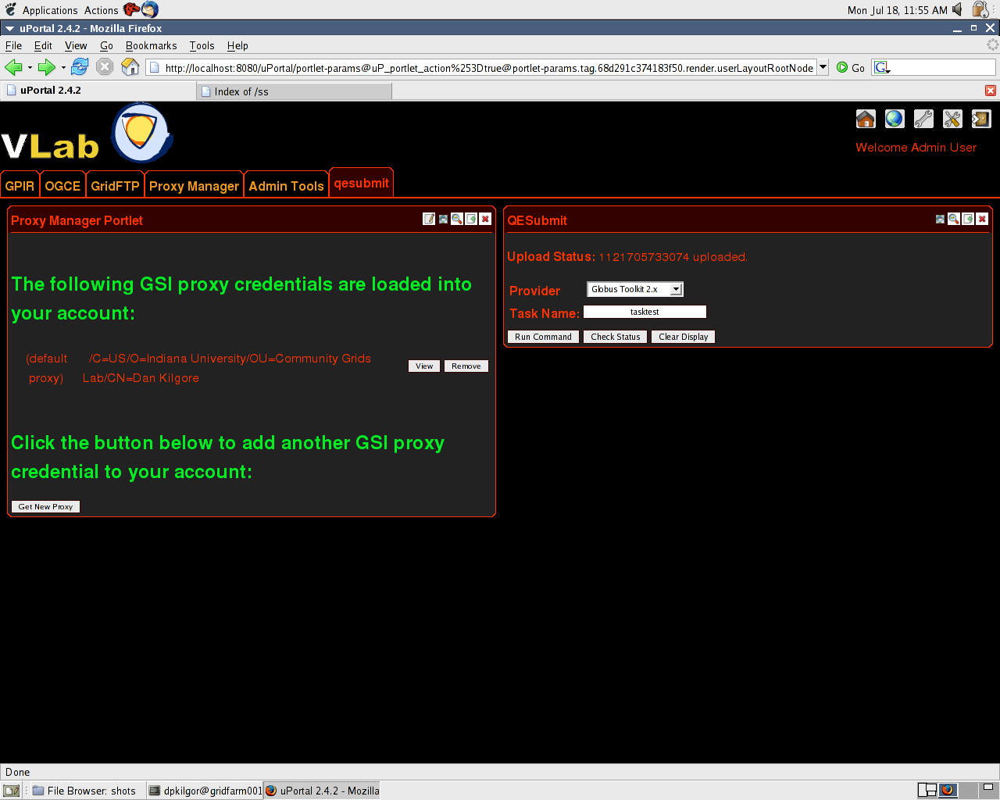 Applications Actions Mon Jul 18, 11:55 AM
uPortal 2.4.2 - Mozilla Firefox
File Edit View Go Bookmarks Tools Help
http://localhost:8080/uPortal/portlet-params@uP_portlet_action%253Dtrue@portlet-params.tag.68d291c374183f50.render.userLayoutRootNode Go
uPortal 2.4.2 Index of /ss
VLab
Welcome Admin User
GPIR OGCE GridFTP Proxy Manager Admin Tools qesubmit
Proxy Manager Portlet
The following GSI proxy credentials are loaded into
your account:
(default /C=US/O=Indiana University/OU=Community Grids
proxy) Lab/CN=Dan Kilgore
View Remove
Click the button below to add another GSI proxy
credential to your account:
Get New Proxy
QESubmit
Upload Status: 1121705733074 uploaded.
Provider Globus Toolkit 2.x
Task Name: tasktest
Run Command Check Status Clear Display
Done
File Browser: shots dpkilgor@gridfarm001 uPortal 2.4.2 - Mozilla